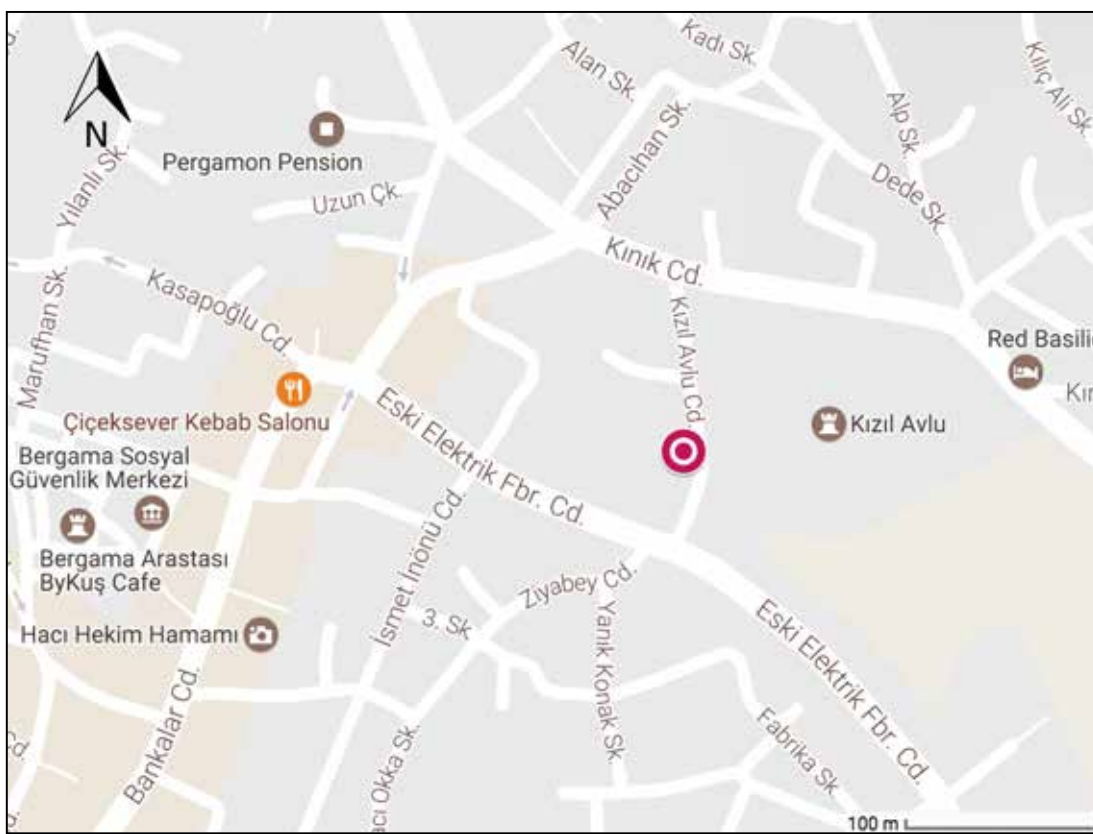 Kadı Sk.
Kılıç Ali Sk.
Alan Sk.
Alp Sk.
N
Pergamon Pension
Abacıhan Sk.
Yılanlı Sk.
Uzun Çk.
Dede Sk.
Kınık Cd.
Kasapoğlu Cd.
Marufhan Sk.
Kızıl Avlu Cd.
Red Basilic
Çiçeksever Kebab Salonu
Eski Elektrik Fbr. Cd.
Kızıl Avlu
Bergama Sosyal
Güvenlik Merkezi
Bergama Arastası
ByKuş Cafe
İsmet İnönü Cd.
Ziyabey Cd.
3. Sk
Yanık Konak Sk.
Hacı Hekim Hamamı
Eski Elektrik Fbr. Cd.
Bankalar Cd.
Fabrika Sk.
acı Okka Sk.
Cd.
100 m